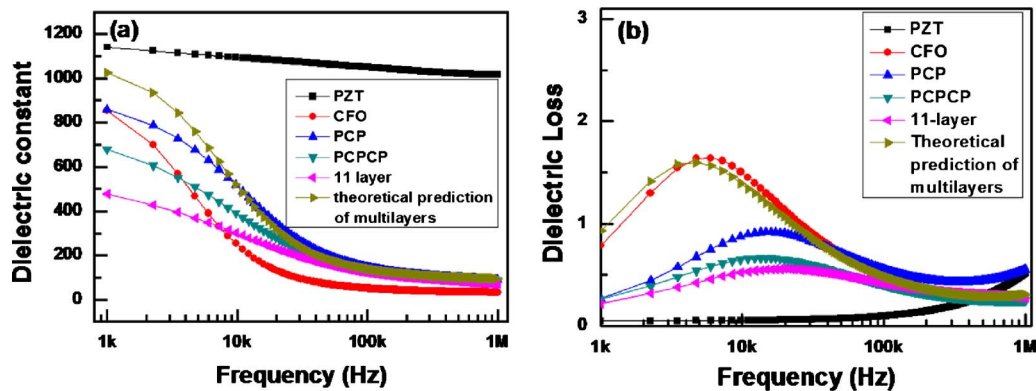 (a)
Dielectric constant
1200
1000
800
600
400
200
0
1k
10k
100k
1M
Frequency (Hz)
PZT
CFO
PCP
PCPCP
11 layer
theoretical prediction
of multilayers
(b)
Dielectric Loss
3
2
1
0
1k
10k
100k
1M
Frequency (Hz)
PZT
CFO
PCP
PCPCP
11-layer
Theoretical
prediction of
multilayers